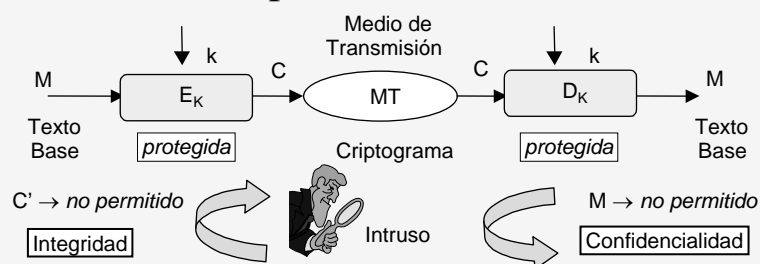 Medio de
Transmisión
k
k
M
C
C
M
E_K
MT
D_K
Texto
Base
protegida
Criptograma
protegida
Texto
Base
C' → no permitido
M → no permitido
Integridad
Intruso
Confidencialidad